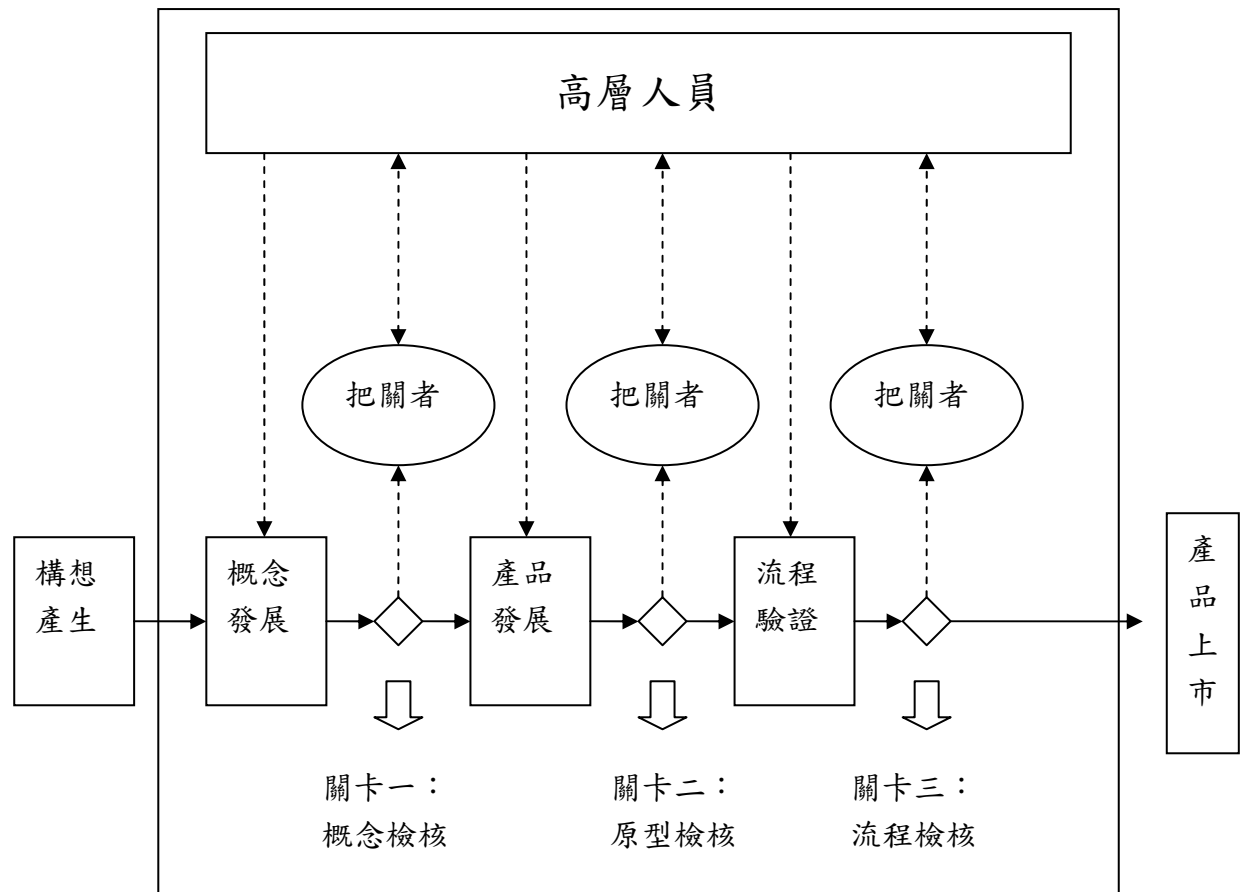 高層人員
把關者
把關者
把關者
構想
產生
概念
發展
產品
發展
流程
驗證
產
品
上
市
關卡一：
概念檢核
關卡二：
原型檢核
關卡三：
流程檢核